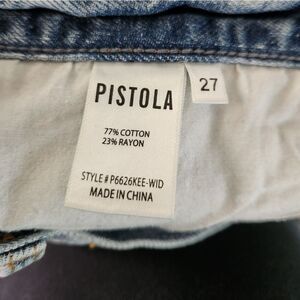 PISTOLA
27
77% COTTON
23% RAYON
STYLE # P6626KEE-WID
MADE IN CHINA